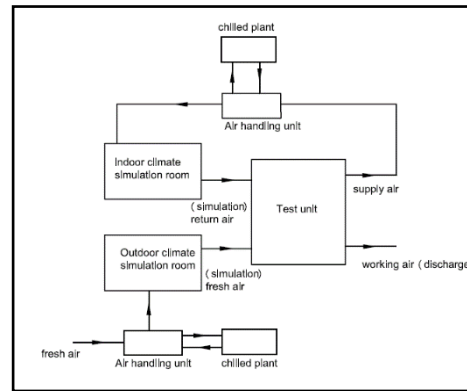 chilled plant
Air handling unit
Indoor climate
simulation room
(simulation)
return air
Test unit
supply air
Outdoor climate
simulation room
(simulation)
fresh air
working air (discharge
fresh air
Air handling unit
chilled plant